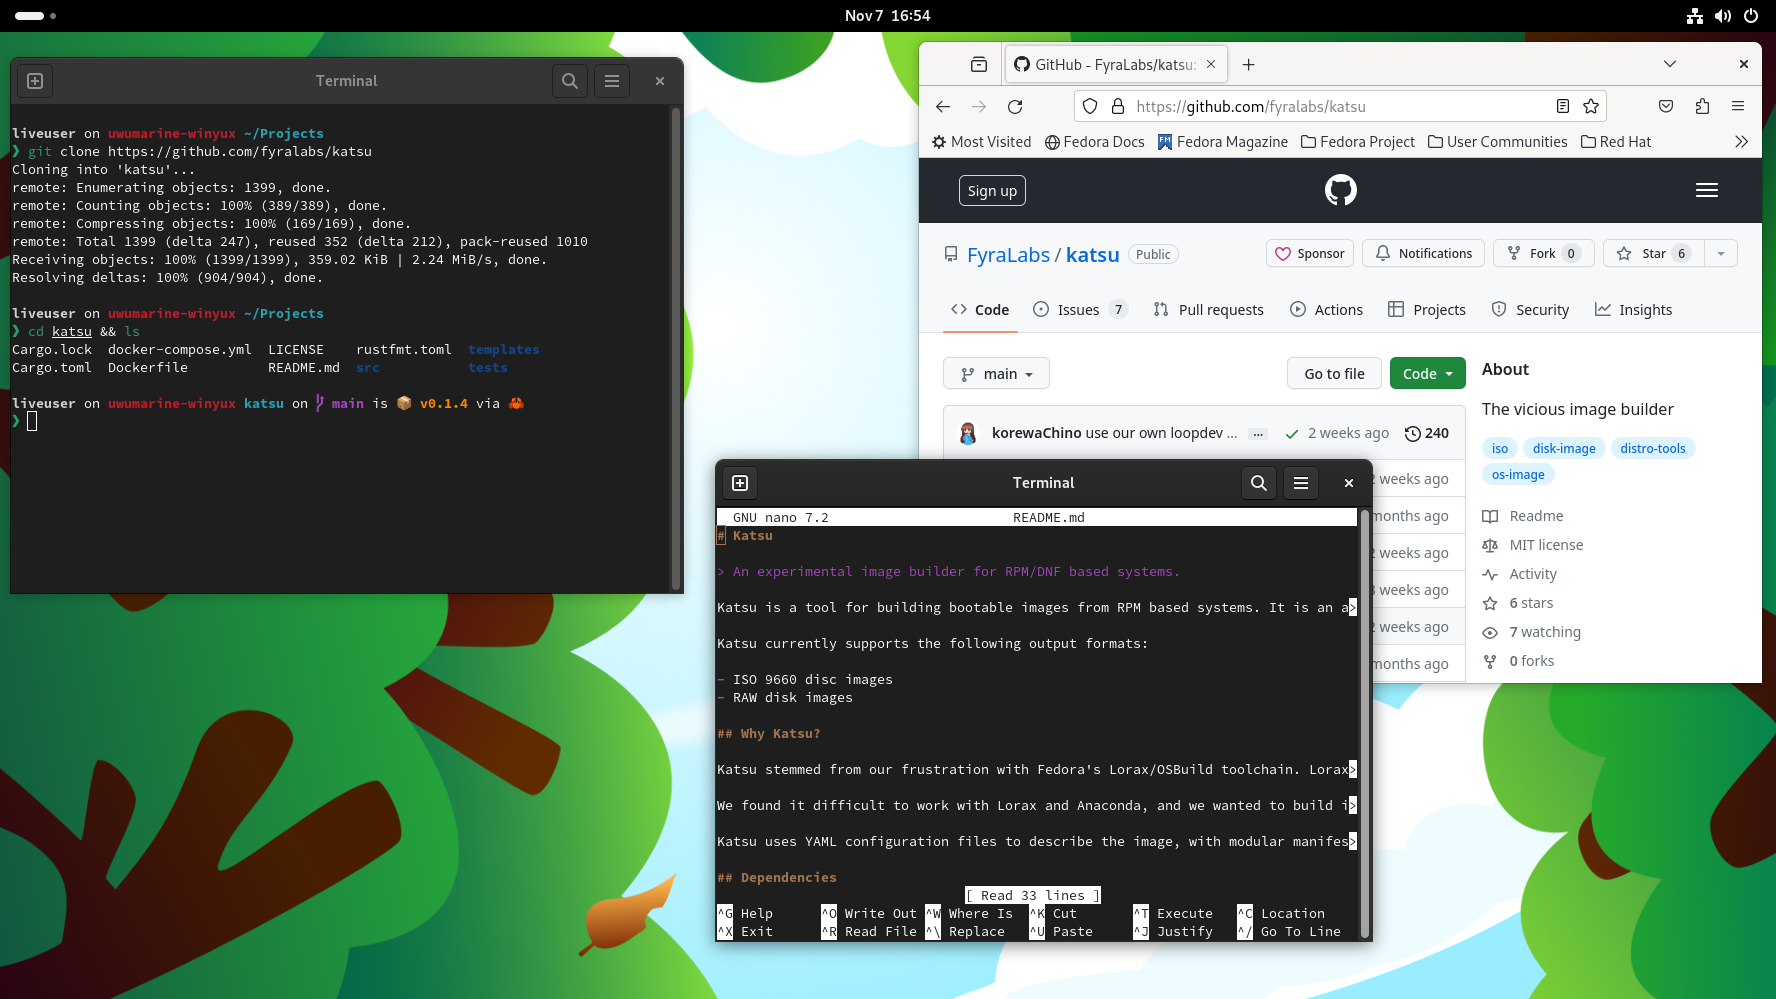 Nov 7 16:54
Terminal
liveuser on uwumarine-winyux ~/Projects
❯ git clone https://github.com/fyralabs/katsu
Cloning into 'katsu'...
remote: Enumerating objects: 1399, done.
remote: Counting objects: 100% (389/389), done.
remote: Compressing objects: 100% (169/169), done.
remote: Total 1399 (delta 247), reused 352 (delta 212), pack-reused 1010
Receiving objects: 100% (1399/1399), 359.02 KiB | 2.24 MiB/s, done.
Resolving deltas: 100% (904/904), done.
liveuser on uwumarine-winyux ~/Projects
❯ cd katsu && ls
Cargo.lock docker-compose.yml LICENSE rustfmt.toml templates
Cargo.toml Dockerfile README.md src tests
liveuser on uwumarine-winyux katsu on main is 📦 v0.1.4 via 🦀
❯
GitHub - FyraLabs/katsu:
https://github.com/fyralabs/katsu
Most Visited Fedora Docs Fedora Magazine Fedora Project User Communities Red Hat
Sign up
FyraLabs / katsu Public Sponsor Notifications Fork 0 Star 6
Code Issues 7 Pull requests Actions Projects Security Insights
main Go to file Code
korewaChino use our own loopdev ... ... 2 weeks ago 240
2 weeks ago
months ago
2 weeks ago
weeks ago
2 weeks ago
months ago
About
The vicious image builder
iso disk-image distro-tools
os-image
Readme
MIT license
Activity
6 stars
7 watching
0 forks
Terminal
GNU nano 7.2 README.md
# Katsu
> An experimental image builder for RPM/DNF based systems.
Katsu is a tool for building bootable images from RPM based systems. It is an a>
Katsu currently supports the following output formats:
- ISO 9660 disc images
- RAW disk images
## Why Katsu?
Katsu stemmed from our frustration with Fedora's Lorax/OSBuild toolchain. Lorax>
We found it difficult to work with Lorax and Anaconda, and we wanted to build i>
Katsu uses YAML configuration files to describe the image, with modular manifes>
## Dependencies
[ Read 33 lines ]
^G Help ^O Write Out ^W Where Is ^K Cut ^T Execute ^C Location
^X Exit ^R Read File ^\ Replace ^U Paste ^J Justify ^/ Go To Line